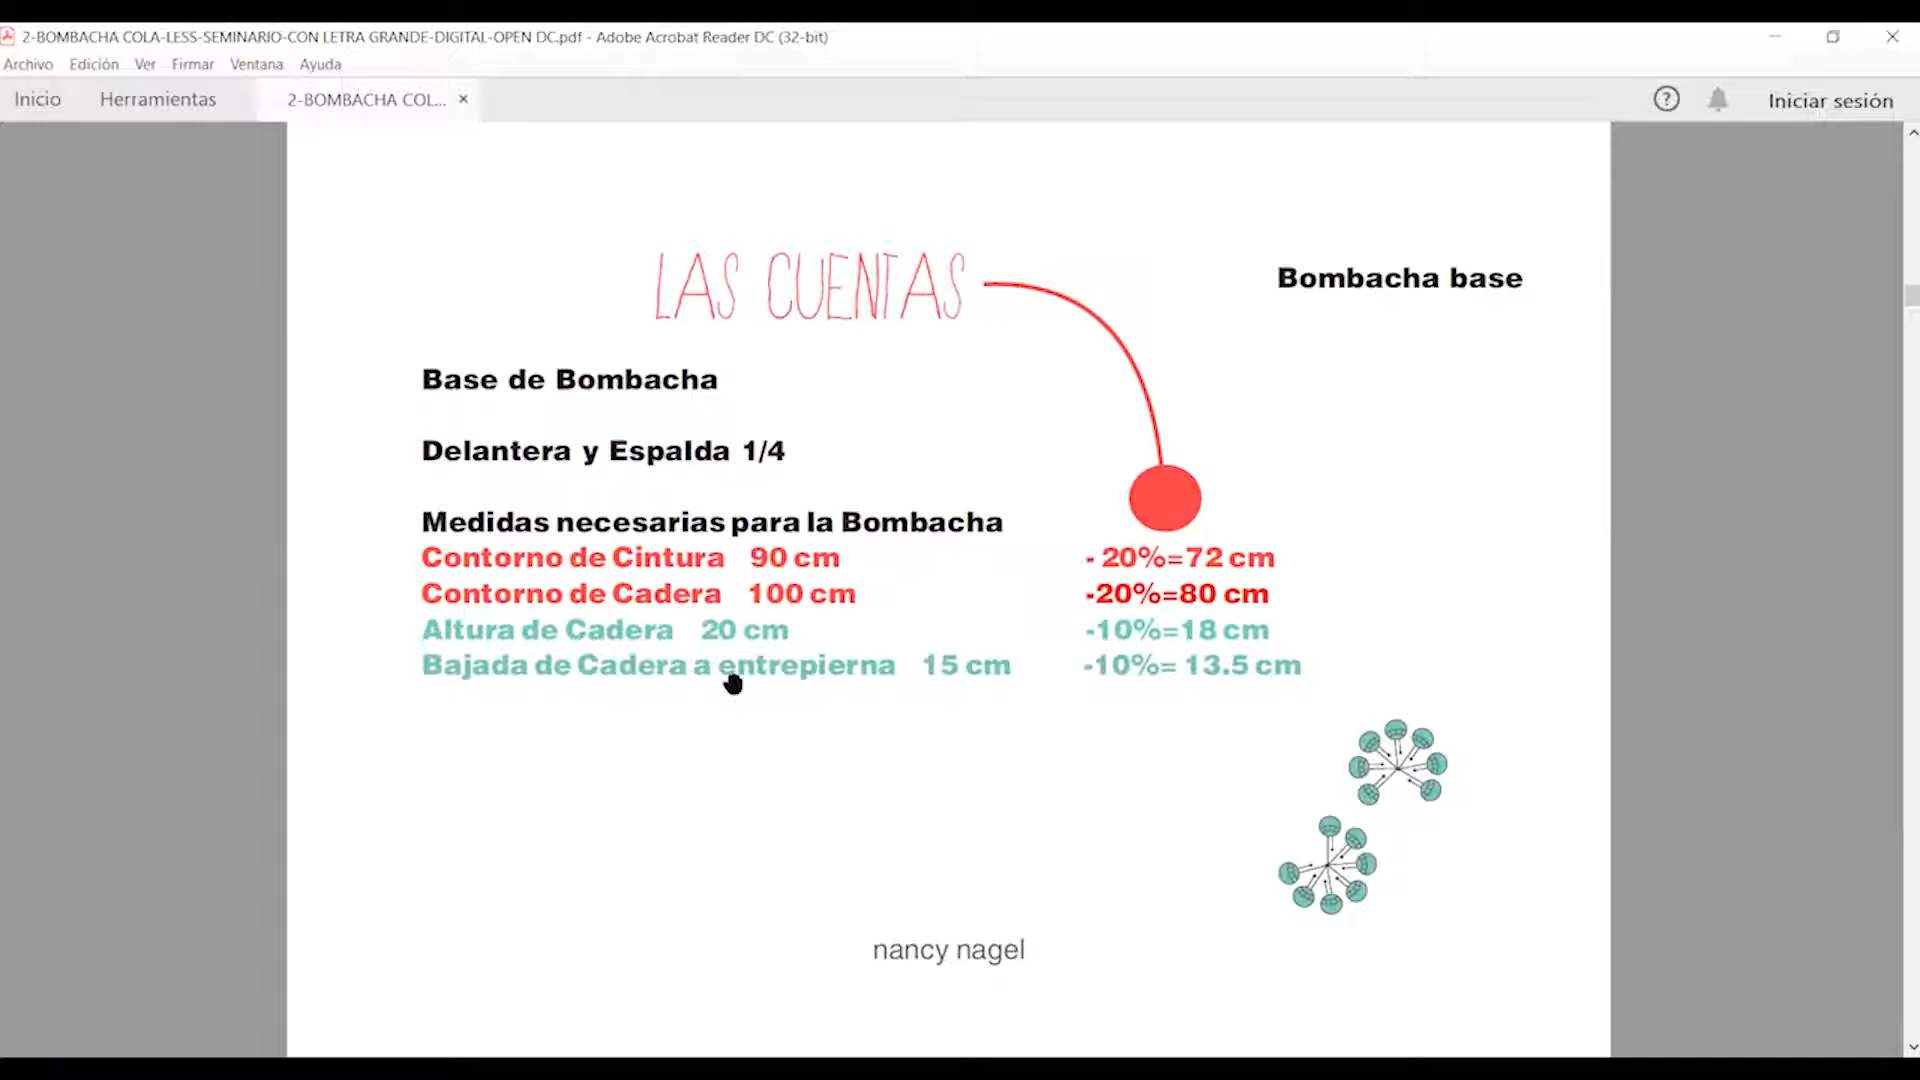 2-BOMBACHA COLA-LESS-SEMINARIO-CON LETRA GRANDE-DIGITAL-OPEN DC.pdf - Adobe Acrobat Reader DC (32-bit)
Archivo Edición Ver Firmar Ventana Ayuda
Inicio Herramientas 2-BOMBACHA COL... × Iniciar sesión
LAS CUENTAS
Bombacha base
Base de Bombacha
Delantera y Espalda 1/4
Medidas necesarias para la Bombacha
Contorno de Cintura 90 cm - 20%=72 cm
Contorno de Cadera 100 cm -20%=80 cm
Altura de Cadera 20 cm -10%=18 cm
Bajada de Cadera a entrepierna 15 cm -10%= 13.5 cm
nancy nagel